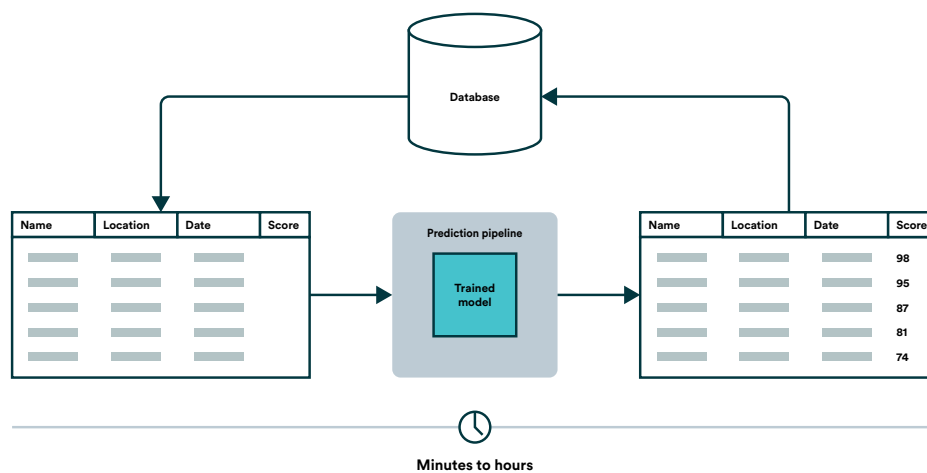 Database
Name Location Date Score
Prediction pipeline
Trained
model
Name Location Date Score
98
95
87
81
74
Minutes to hours